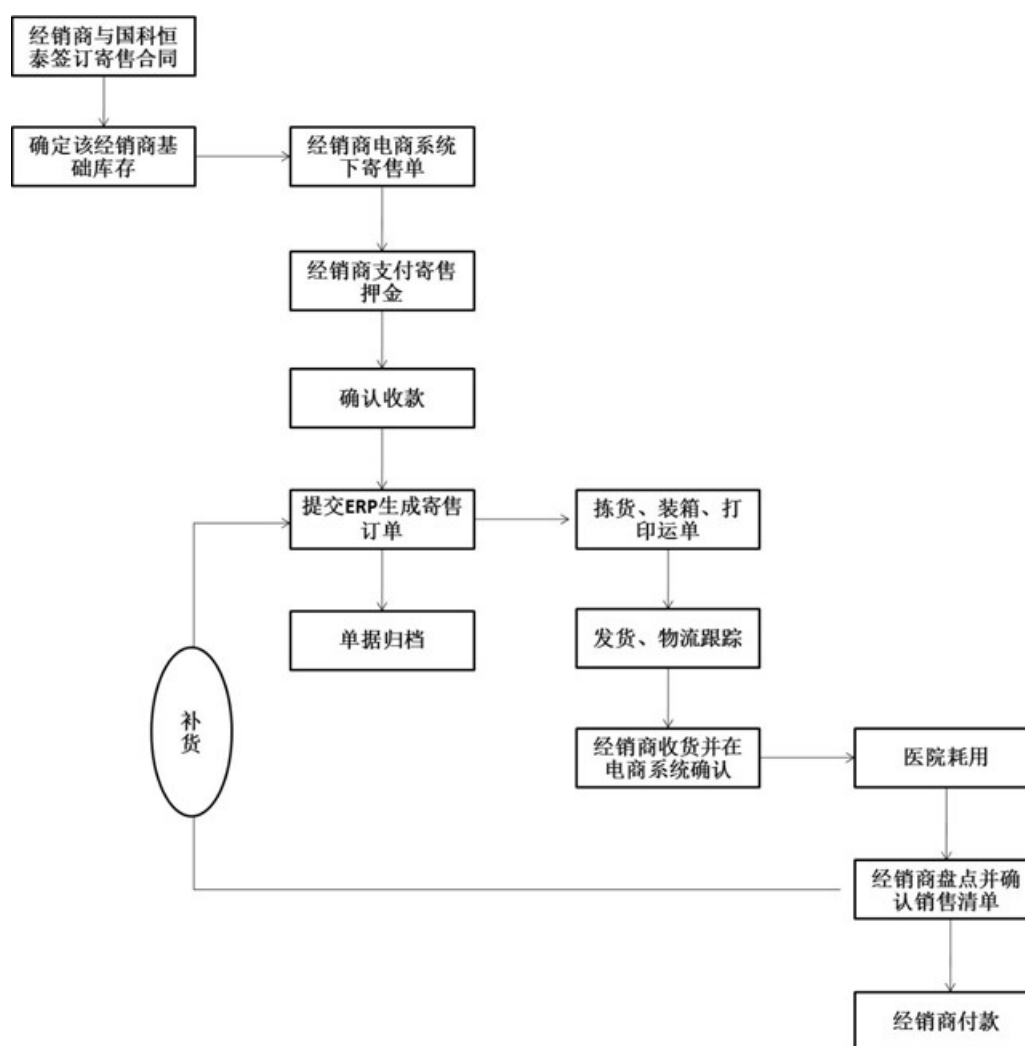 经销商与国科恒
泰签订寄售合同
确定该经销商基
础库存
经销商电商系统
下寄售单
经销商支付寄售
押金
确认收款
提交ERP生成寄售
订单
拣货、装箱、打
印运单
单据归档
发货、物流跟踪
补
货
经销商收货并在
电商系统确认
医院耗用
经销商盘点并确
认销售清单
经销商付款